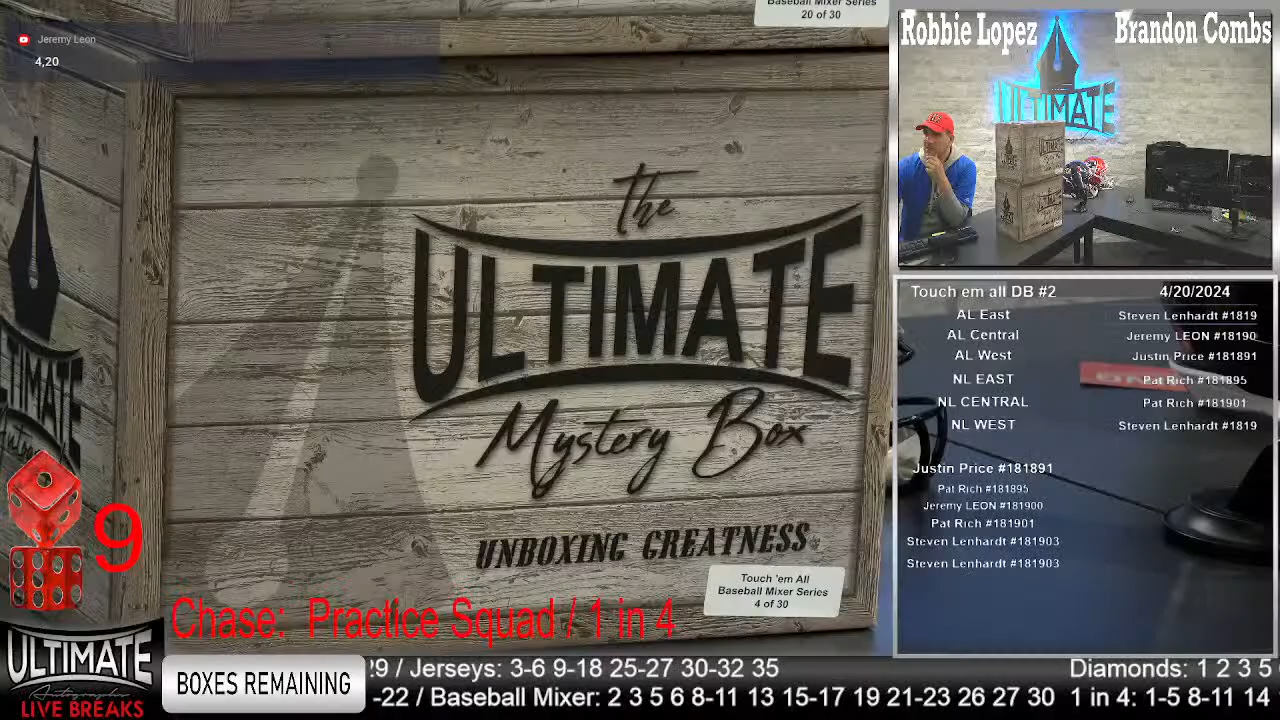 Baseball Mixer Series
20 of 30
Jeremy Leon
4,20
the
ULTIMATE
Mystery Box
UNBOXING GREATNESS
Touch 'em All
Baseball Mixer Series
4 of 30
9
Chase: Practice Squad / 1 in 4
ULTIMATE
Autographs
LIVE BREAKS
BOXES REMAINING
29 / Jerseys: 3-6 9-18 25-27 30-32 35
Diamonds: 1 2 3 5
-22 / Baseball Mixer: 2 3 5 6 8-11 13 15-17 19 21-23 26 27 30
1 in 4: 1-5 8-11 14
Robbie Lopez
Brandon Combs
ULTIMATE
Touch em all DB #2 4/20/2024
AL East Steven Lenhardt #1819
AL Central Jeremy LEON #18190
AL West Justin Price #181891
NL EAST Pat Rich #181895
NL CENTRAL Pat Rich #181901
NL WEST Steven Lenhardt #1819
Justin Price #181891
Pat Rich #181895
Jeremy LEON #181900
Pat Rich #181901
Steven Lenhardt #181903
Steven Lenhardt #181903